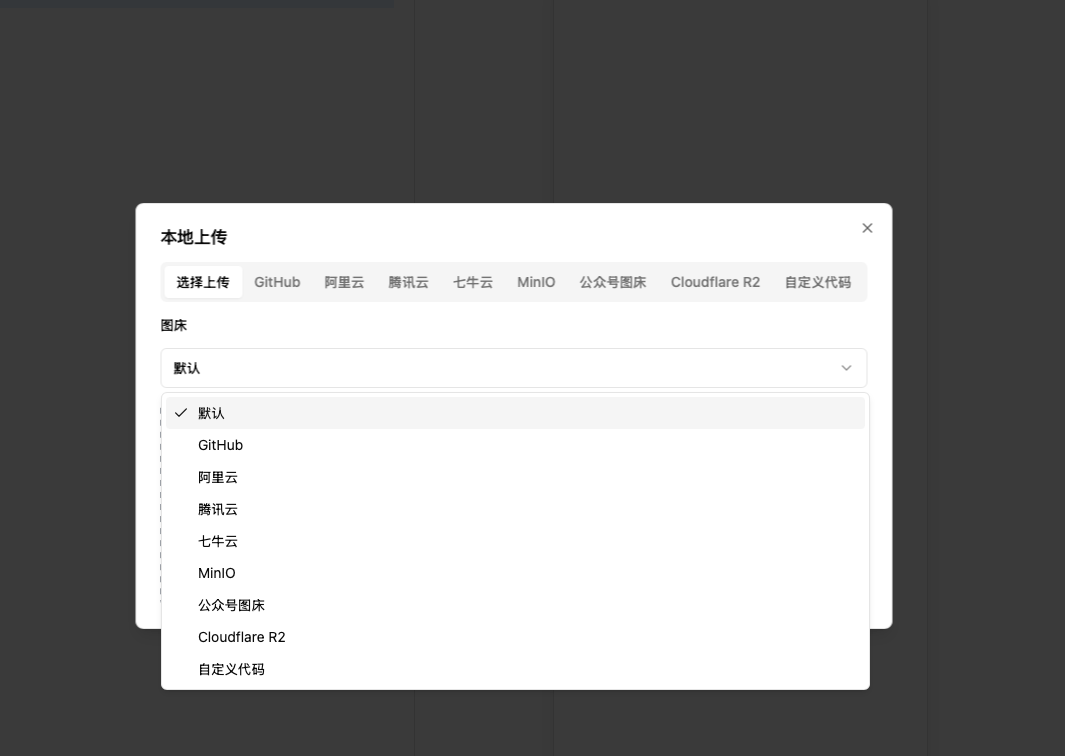 本地上传
选择上传 GitHub 阿里云 腾讯云 七牛云 MinIO 公众号图床 Cloudflare R2 自定义代码
图床
默认
默认
GitHub
阿里云
腾讯云
七牛云
MinIO
公众号图床
Cloudflare R2
自定义代码